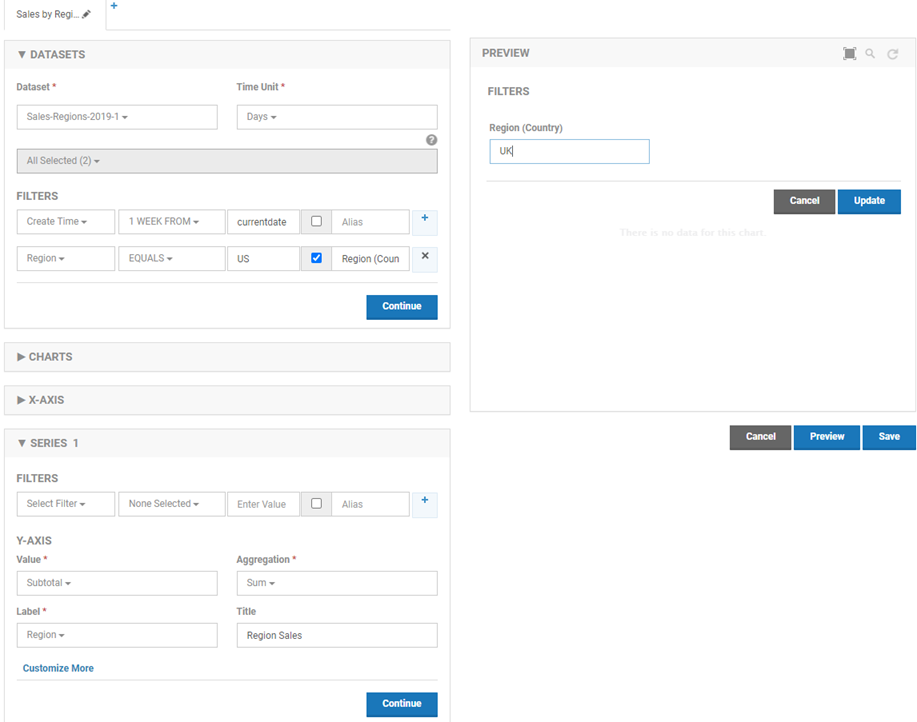 Sales by Regi...
+
DATASETS
Dataset *
Time Unit *
Sales-Regions-2019-1
Days
?
All Selected (2)
FILTERS
Create Time
1 WEEK FROM
currentdate
Alias
+
Region
EQUALS
US
Region (Coun
Continue
CHARTS
X-AXIS
SERIES 1
FILTERS
Select Filter
None Selected
Enter Value
Alias
+
Y-AXIS
Value *
Aggregation *
Subtotal
Sum
Label *
Title
Region
Region Sales
Customize More
Continue
PREVIEW
FILTERS
Region (Country)
UK
Cancel
Update
There is no data for this chart.
Cancel
Preview
Save